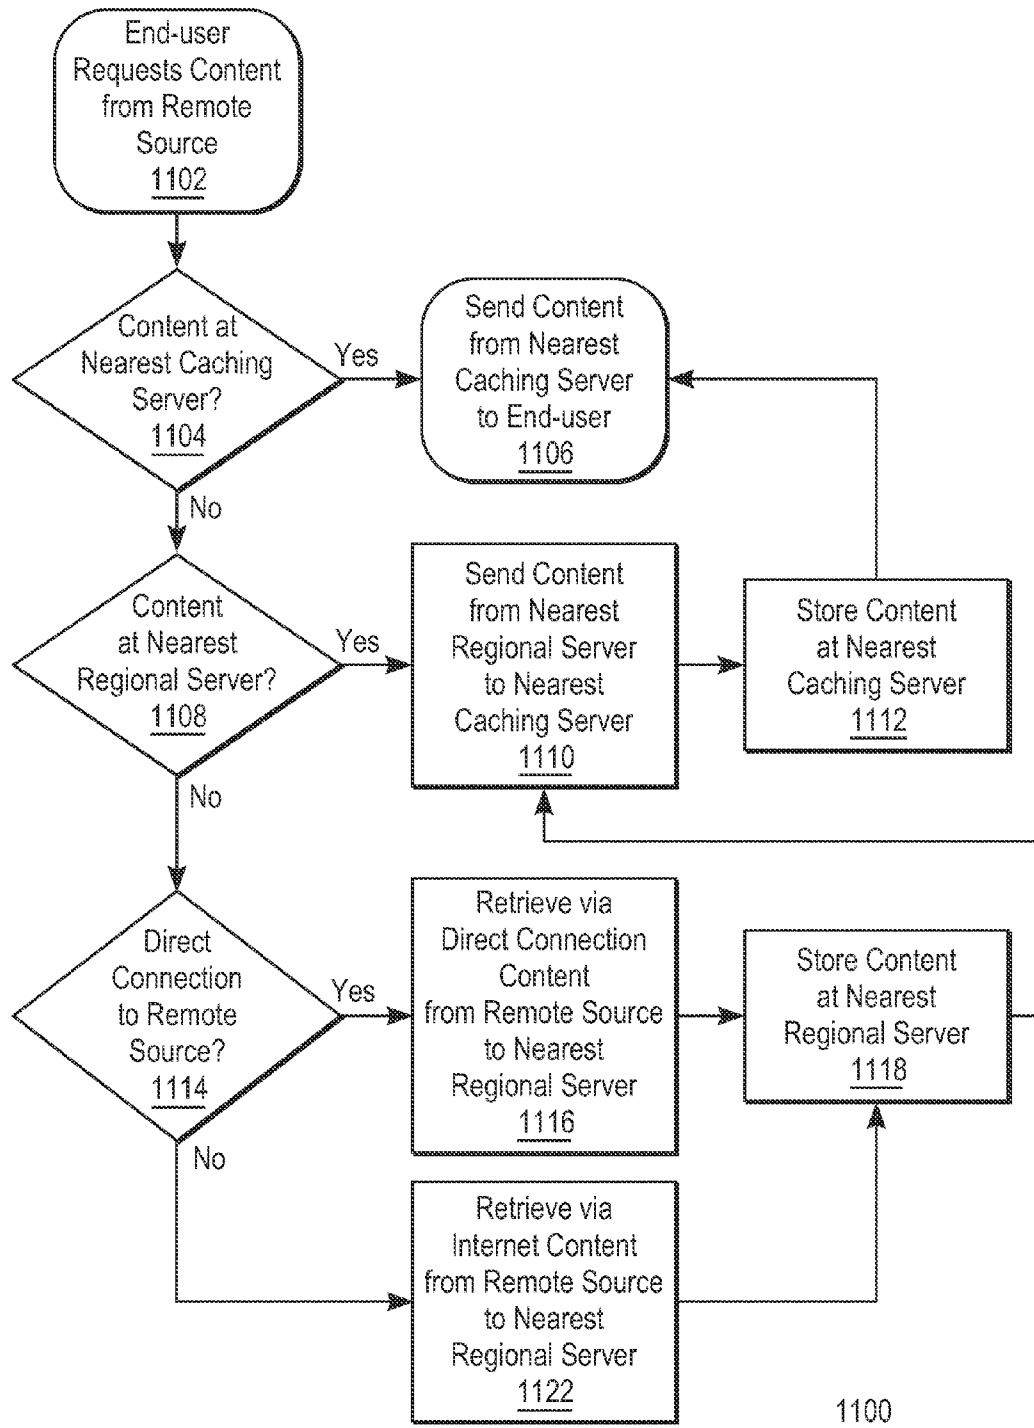 End-user
Requests Content
from Remote
Source
1102
Content at
Nearest Caching
Server?
1104
Yes
No
Send Content
from Nearest
Caching Server
to End-user
1106
Content
at Nearest
Regional Server?
1108
Yes
No
Send Content
from Nearest
Regional Server
to Nearest
Caching Server
1110
Store Content
at Nearest
Caching Server
1112
Direct
Connection
to Remote
Source?
1114
Yes
No
Retrieve via
Direct Connection
Content
from Remote Source
to Nearest
Regional Server
1116
Store Content
at Nearest
Regional Server
1118
Retrieve via
Internet Content
from Remote Source
to Nearest
Regional Server
1122
1100